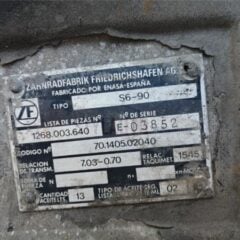 ZAHNRADFABRIK FRIEDRICHSHAFEN AG.
FABRICADO POR ENASA-ESPAÑA
ZF
TIPO S6-90
LISTA DE PIEZAS Nº Nº DE SERIE
1268.003.640 E-03852
CODIGO Nº 70.1405.02040
RELACION DE TRANSM. 7.03-0.70 RELAC. TAQUIMET. 15:45
CANTIDAD ACEITE LTS. 13 TIPO DE ACEITE 02